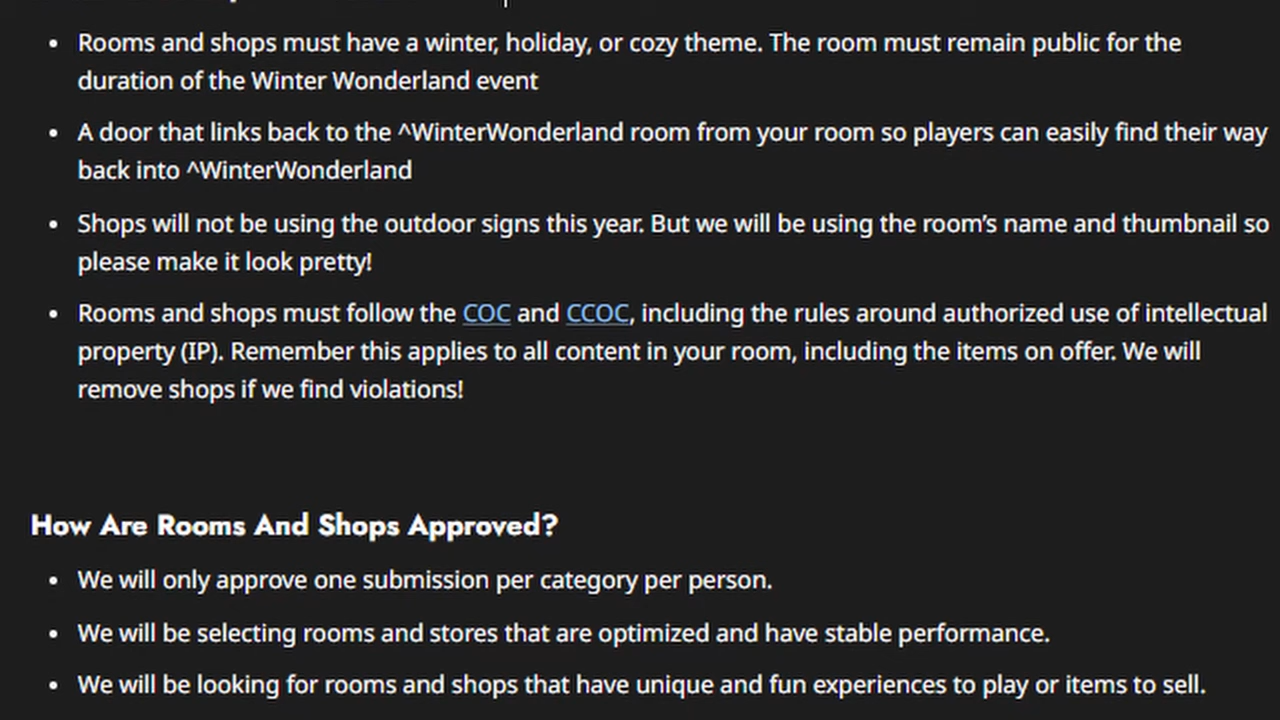 Rooms and shops must have a winter, holiday, or cozy theme. The room must remain public for the
duration of the Winter Wonderland event
A door that links back to the ^WinterWonderland room from your room so players can easily find their way
back into ^WinterWonderland
Shops will not be using the outdoor signs this year. But we will be using the room’s name and thumbnail so
please make it look pretty!
Rooms and shops must follow the COC and CCOC, including the rules around authorized use of intellectual
property (IP). Remember this applies to all content in your room, including the items on offer. We will
remove shops if we find violations!
How Are Rooms And Shops Approved?
We will only approve one submission per category per person.
We will be selecting rooms and stores that are optimized and have stable performance.
We will be looking for rooms and shops that have unique and fun experiences to play or items to sell.